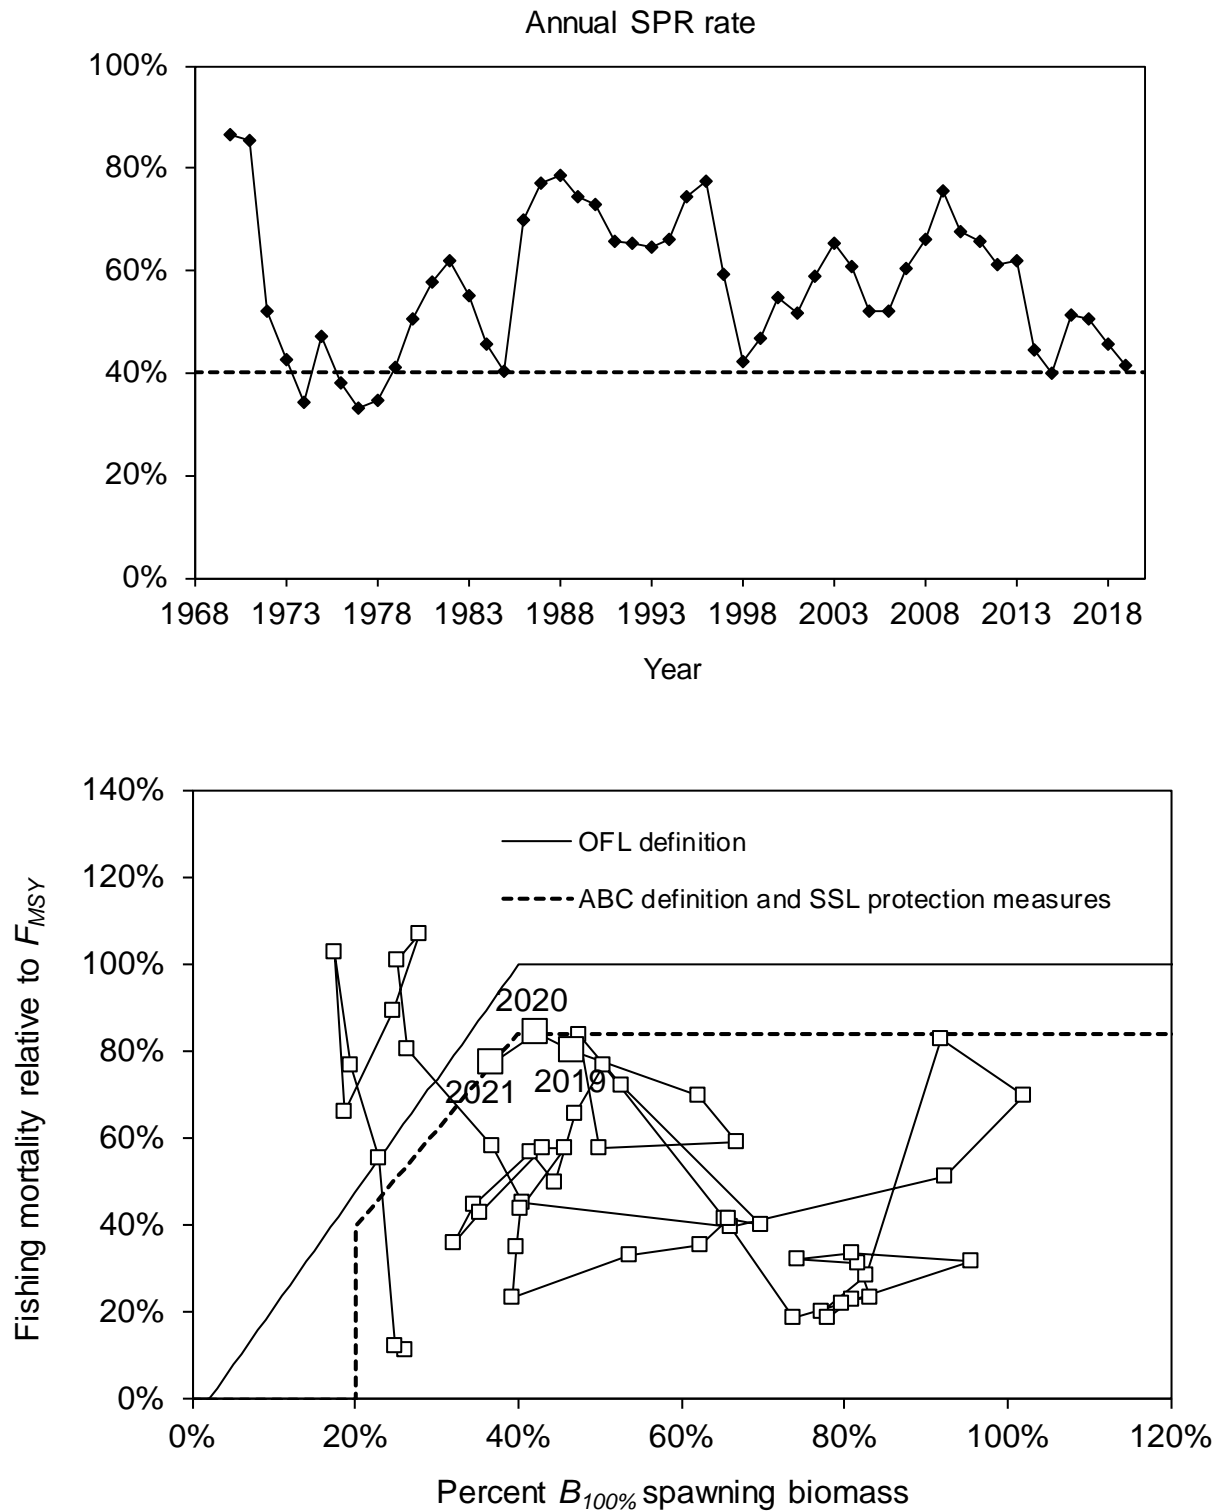 Annual SPR rate
100%
80%
60%
40%
20%
0%
1968 1973 1978 1983 1988 1993 1998 2003 2008 2013 2018
Year
140%
120%
100%
80%
60%
40%
20%
0%
Fishing mortality relative to F_MSY
OFL definition
ABC definition and SSL protection measures
2020
2021
2019
0% 20% 40% 60% 80% 100% 120%
Percent B_100% spawning biomass